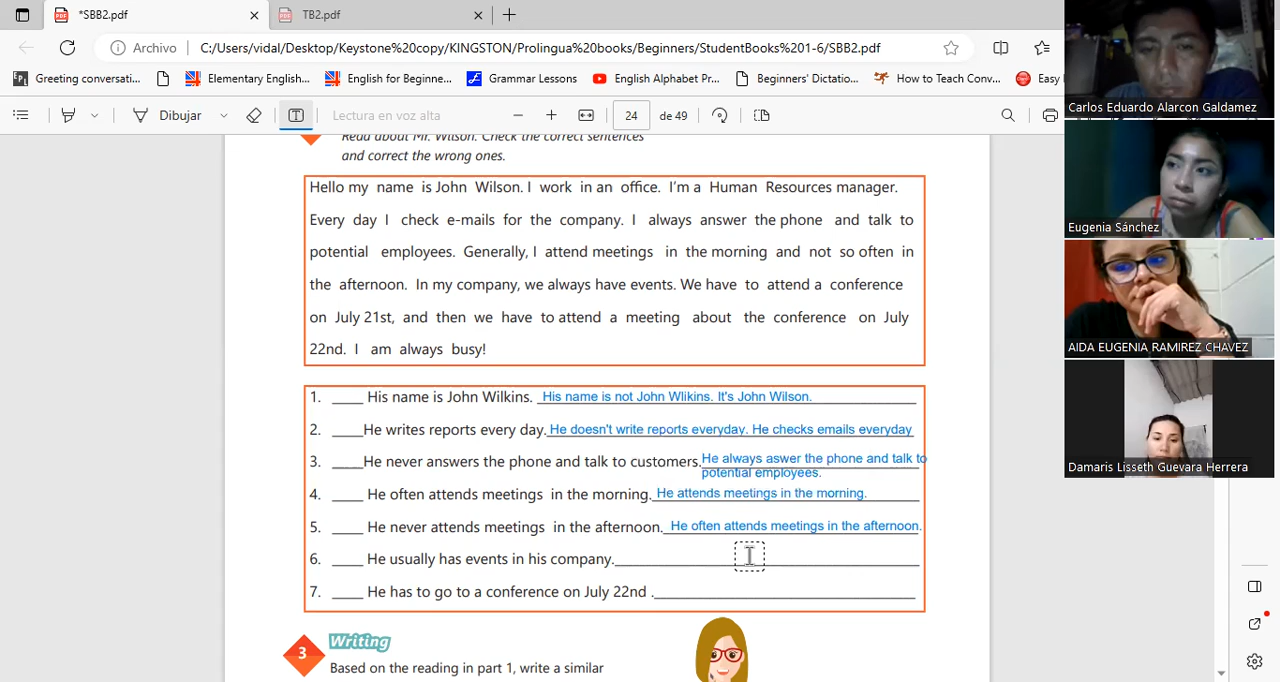 *SBB2.pdf
TB2.pdf
Archivo
C:/Users/vidal/Desktop/Keystone%20copy/KINGSTON/Prolingua%20books/Beginners/StudentBooks%201-6/SBB2.pdf
Greeting conversati...
Elementary English...
English for Beginne...
Grammar Lessons
English Alphabet Pr...
Beginners' Dictatio...
How to Teach Conv...
Easy
Dibujar
Lectura en voz alta
24
de 49
Read about Mr. Wilson. Check the correct sentences
and correct the wrong ones.
Hello my name is John Wilson. I work in an office. I'm a Human Resources manager.
Every day I check e-mails for the company. I always answer the phone and talk to
potential employees. Generally, I attend meetings in the morning and not so often in
the afternoon. In my company, we always have events. We have to attend a conference
on July 21st, and then we have to attend a meeting about the conference on July
22nd. I am always busy!
1. ____ His name is John Wilkins. His name is not John Wlikins. It's John Wilson.
2. ____He writes reports every day. He doesn't write reports everyday. He checks emails everyday
3. ____He never answers the phone and talk to customers. He always aswer the phone and talk to
potential employees.
4. ____ He often attends meetings in the morning. He attends meetings in the morning.
5. ____ He never attends meetings in the afternoon. He often attends meetings in the afternoon.
6. ____ He usually has events in his company.
7. ____ He has to go to a conference on July 22nd .
3
Writing
Based on the reading in part 1, write a similar
Carlos Eduardo Alarcon Galdamez
Eugenia Sánchez
AIDA EUGENIA RAMIREZ CHAVEZ
Damaris Lisseth Guevara Herrera